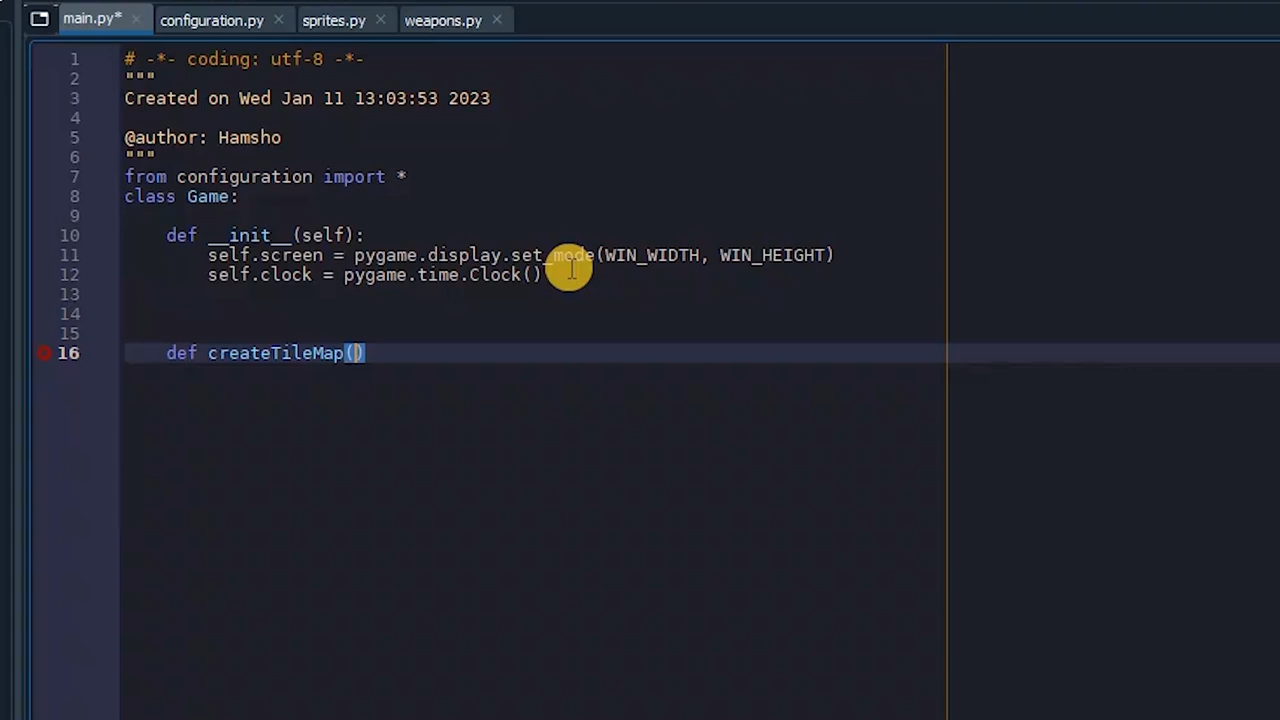 main.py* configuration.py sprites.py weapons.py
1 # -*- coding: utf-8 -*-
2 """
3 Created on Wed Jan 11 13:03:53 2023
4
5 @author: Hamsho
6 """
7 from configuration import *
8 class Game:
9
10 def __init__(self):
11 self.screen = pygame.display.set_mode(WIN_WIDTH, WIN_HEIGHT)
12 self.clock = pygame.time.Clock()
13
14
15
16 def createTileMap()